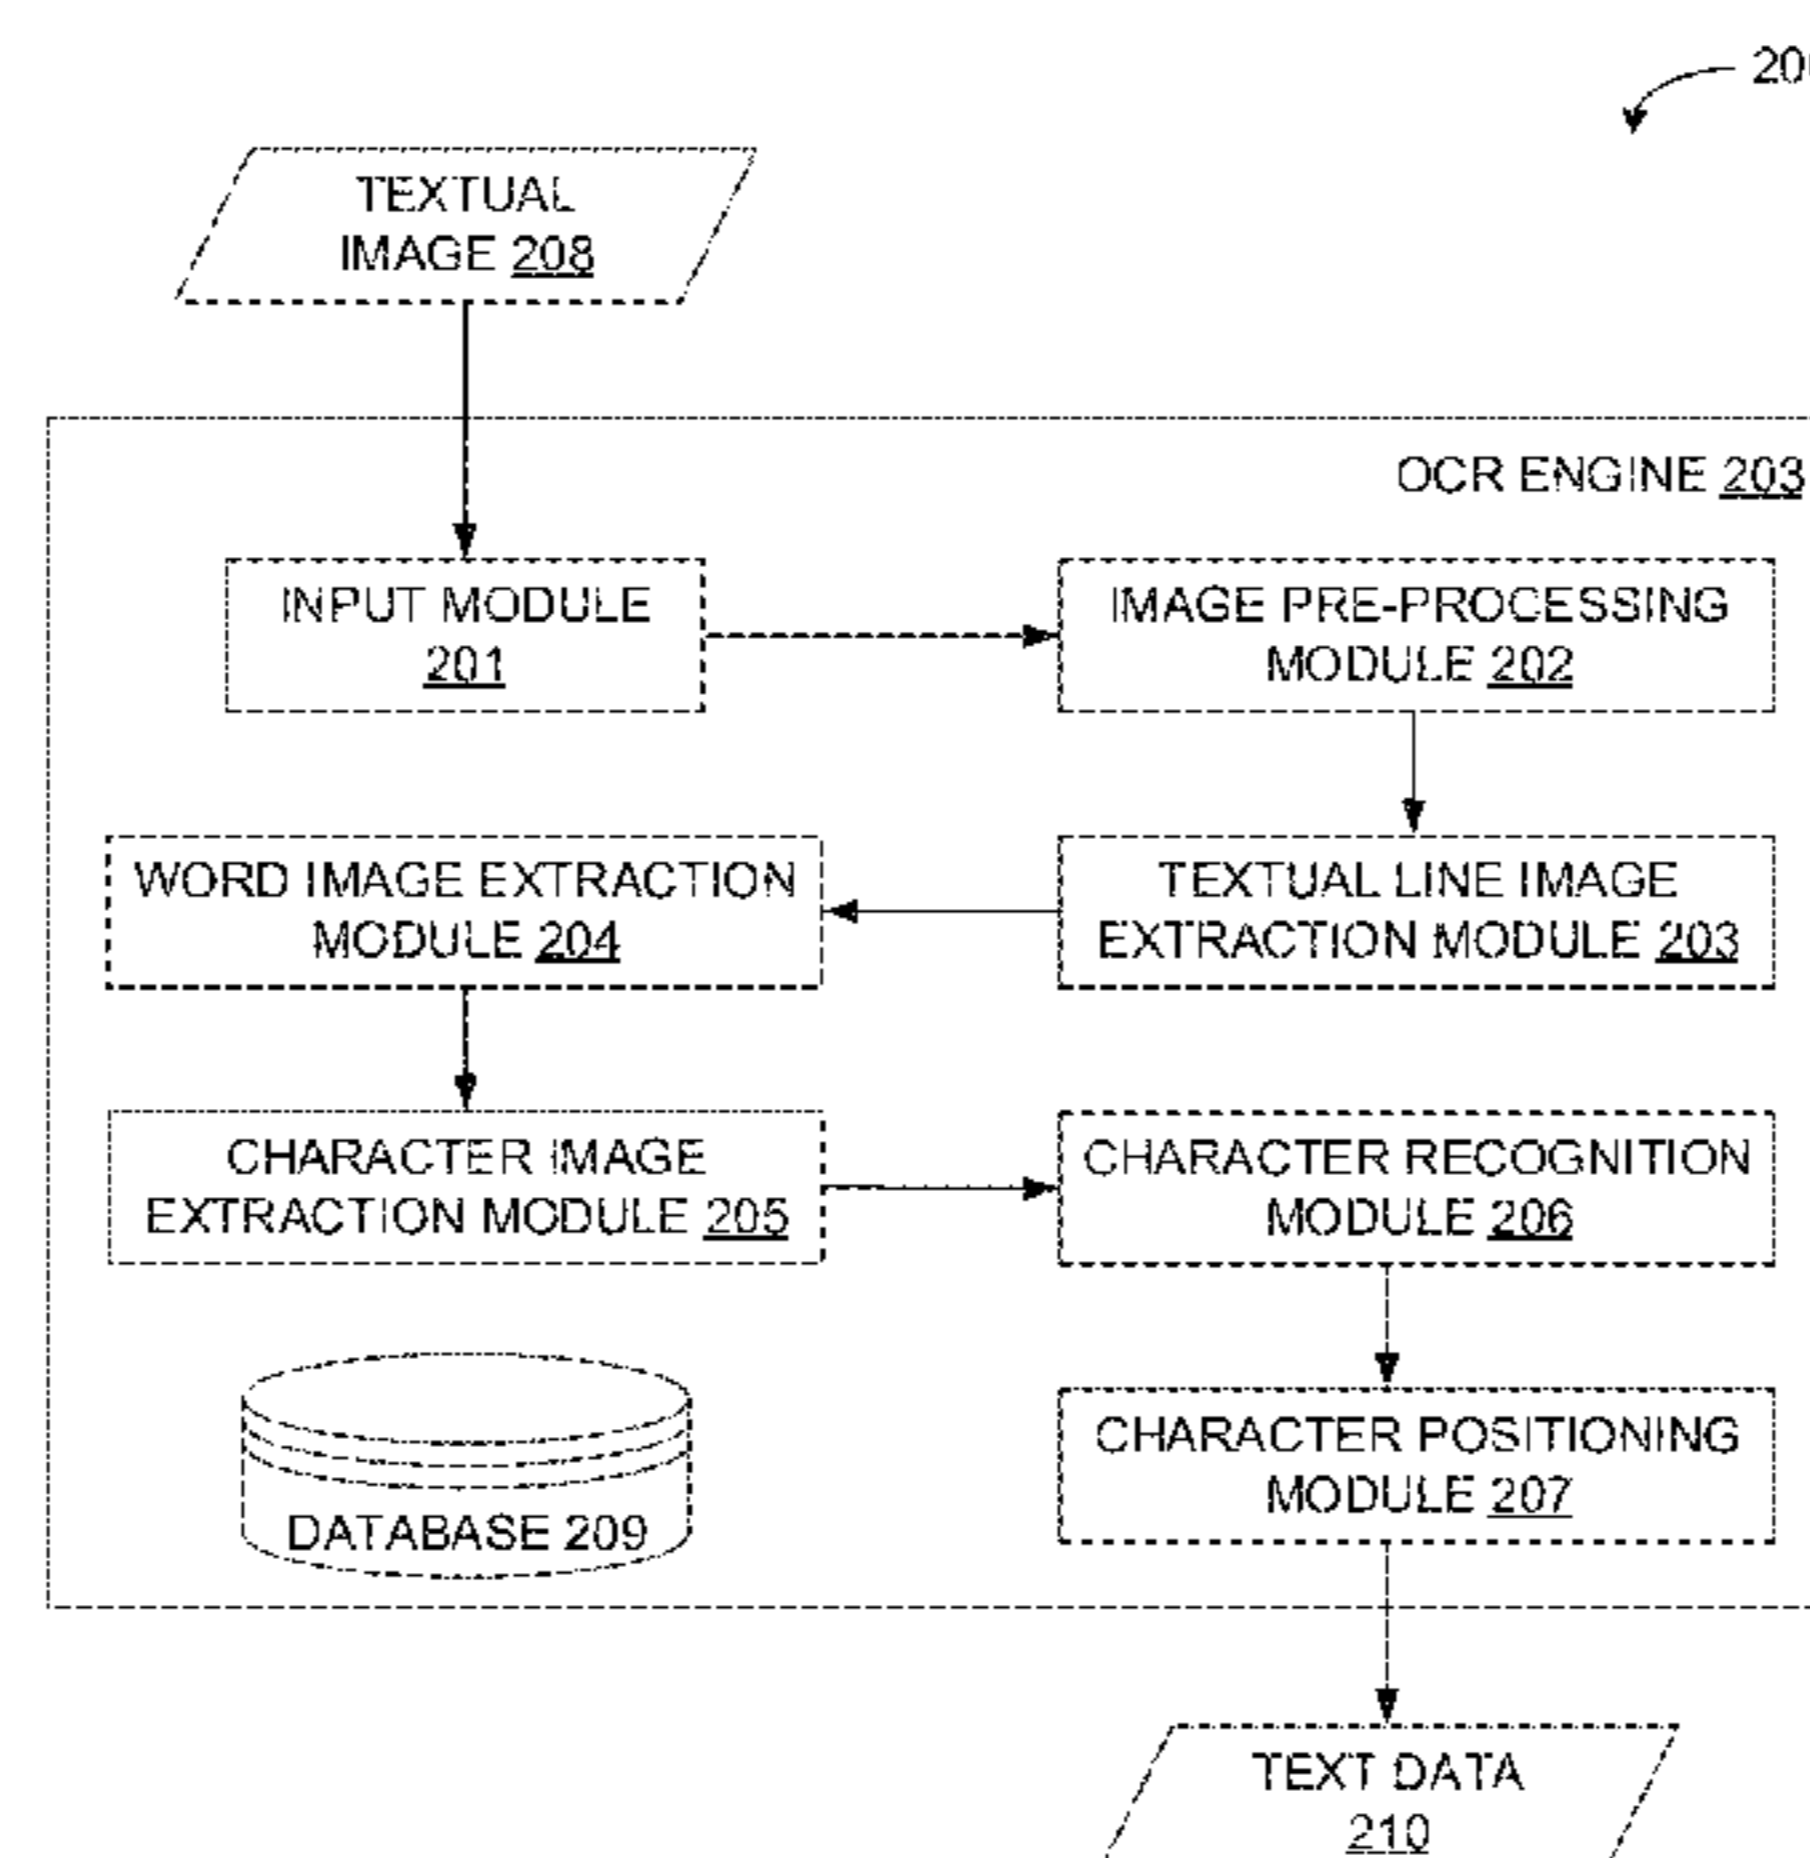 TEXTUAL
IMAGE 208
OCR ENGINE 203
INPUT MODULE
201
IMAGE PRE-PROCESSING
MODULE 202
TEXTUAL LINE IMAGE
EXTRACTION MODULE 203
WORD IMAGE EXTRACTION
MODULE 204
CHARACTER IMAGE
EXTRACTION MODULE 205
CHARACTER RECOGNITION
MODULE 206
CHARACTER POSITIONING
MODULE 207
DATABASE 209
TEXT DATA
210